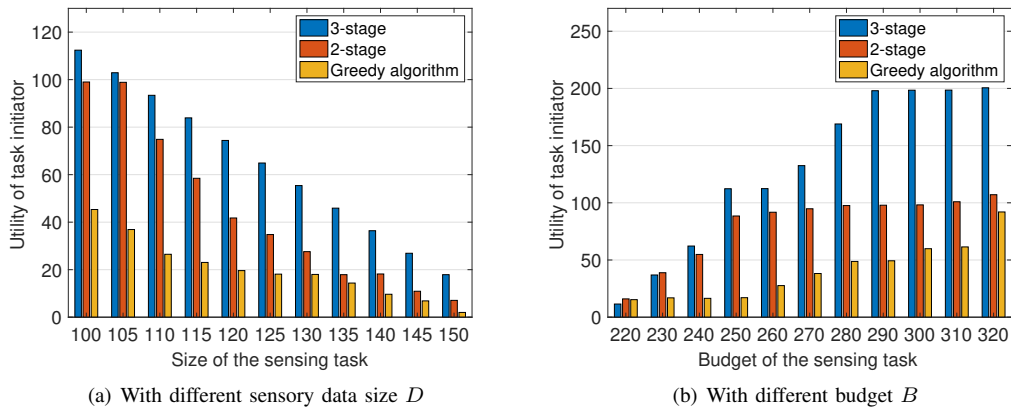 3-stage
2-stage
Greedy algorithm
120
100
80
60
40
20
0
Utility of task initiator
100 105 110 115 120 125 130 135 140 145 150
Size of the sensing task
(a) With different sensory data size D
3-stage
2-stage
Greedy algorithm
250
200
150
100
50
0
Utility of task initiator
220 230 240 250 260 270 280 290 300 310 320
Budget of the sensing task
(b) With different budget B